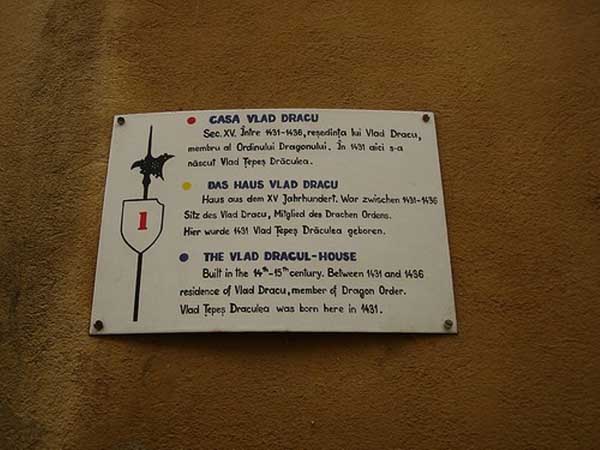 CASA VLAD DRACU
Sec. XV. Între 1431-1436, reședința lui Vlad Dracu,
membru al Ordinului Dragonului. În 1431 aici s-a
născut Vlad Țepeș Drăculea.
DAS HAUS VLAD DRACU
Haus aus dem XV Jahrhundert. War zwischen 1431-1436
Sitz des Vlad Dracu, Mitglied des Drachen Ordens.
Hier wurde 1431 Vlad Țepeș Drăculea geboren.
1
THE VLAD DRACUL-HOUSE
Built in the 14th-15th century. Between 1431 and 1436
residence of Vlad Dracu, member of Dragon Order.
Vlad Țepeș Draculea was born here in 1431.